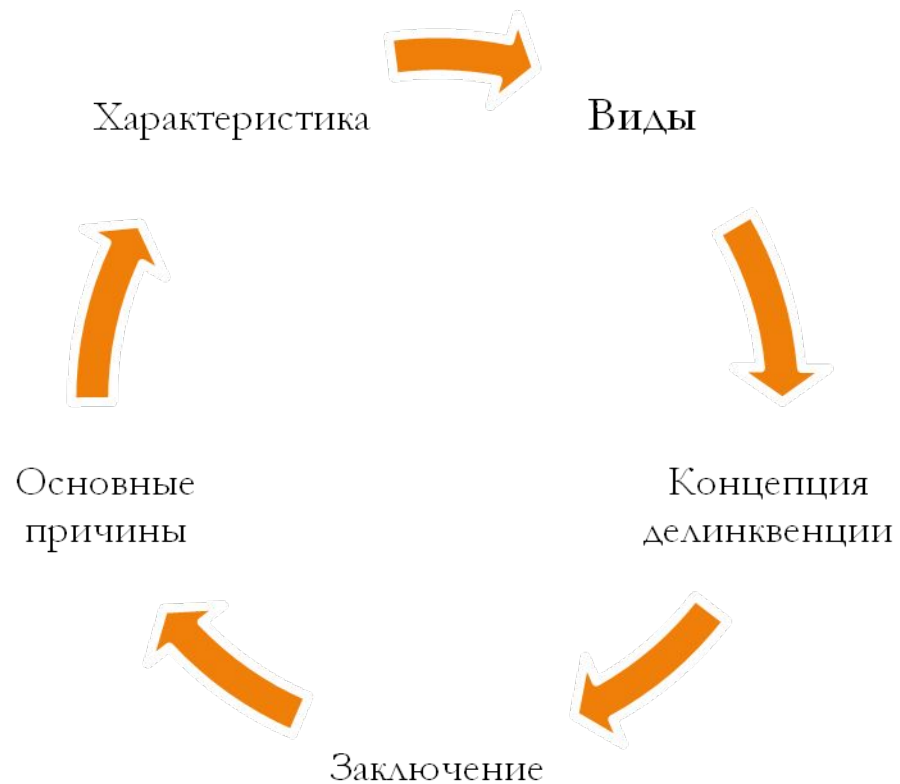 Характеристика
Виды
Основные
причины
Концепция
делинквенции
Заключение